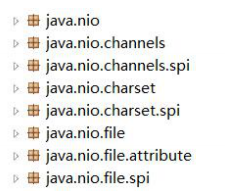 java.nio
java.nio.channels
java.nio.channels.spi
java.nio.charset
java.nio.charset.spi
java.nio.file
java.nio.file.attribute
java.nio.file.spi